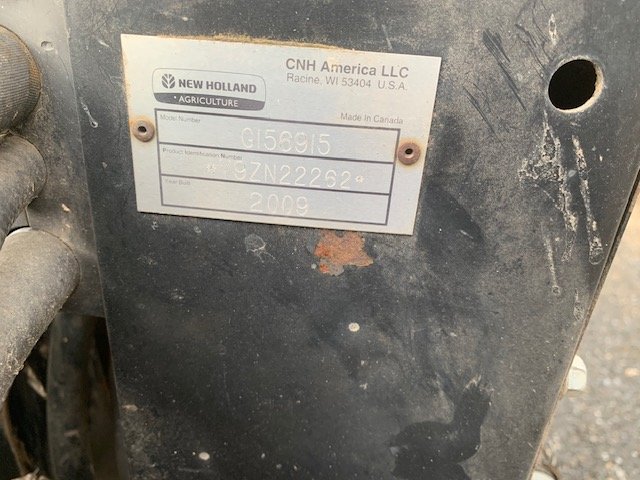 CNH America LLC
Racine, WI 53404 U.S.A.
NEW HOLLAND
AGRICULTURE
Model Number
Made In Canada
G156915
Product Identification Number
*9ZN22262*
Year Built
2009